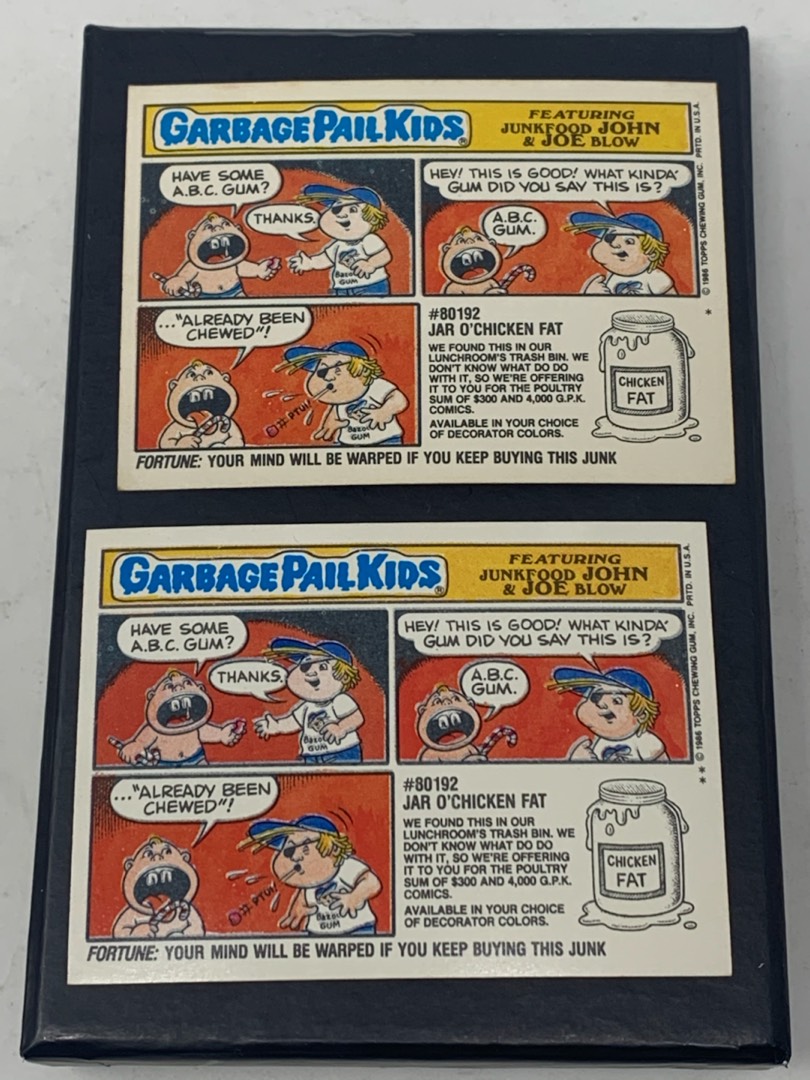 GARBAGE PAIL KIDS®
FEATURING
JUNKFOOD JOHN
& JOE BLOW
HAVE SOME
A.B.C. GUM?
THANKS.
Bazo
GUM
HEY! THIS IS GOOD! WHAT KINDA'
GUM DID YOU SAY THIS IS?
A.B.C.
GUM.
..."ALREADY BEEN
CHEWED"!
PTUI!
Bazo
GUM
#80192
JAR O'CHICKEN FAT
WE FOUND THIS IN OUR
LUNCHROOM'S TRASH BIN. WE
DON'T KNOW WHAT DO DO
WITH IT, SO WE'RE OFFERING
IT TO YOU FOR THE POULTRY
SUM OF $300 AND 4,000 G.P.K.
COMICS.
AVAILABLE IN YOUR CHOICE
OF DECORATOR COLORS.
CHICKEN
FAT
FORTUNE: YOUR MIND WILL BE WARPED IF YOU KEEP BUYING THIS JUNK
* © 1986 TOPPS CHEWING GUM, INC. PRTD. IN U.S.A.
GARBAGE PAIL KIDS®
FEATURING
JUNKFOOD JOHN
& JOE BLOW
HAVE SOME
A.B.C. GUM?
THANKS.
Bazo
GUM
HEY! THIS IS GOOD! WHAT KINDA'
GUM DID YOU SAY THIS IS?
A.B.C.
GUM.
..."ALREADY BEEN
CHEWED"!
PTUI!
Bazo
GUM
#80192
JAR O'CHICKEN FAT
WE FOUND THIS IN OUR
LUNCHROOM'S TRASH BIN. WE
DON'T KNOW WHAT DO DO
WITH IT, SO WE'RE OFFERING
IT TO YOU FOR THE POULTRY
SUM OF $300 AND 4,000 G.P.K.
COMICS.
AVAILABLE IN YOUR CHOICE
OF DECORATOR COLORS.
CHICKEN
FAT
FORTUNE: YOUR MIND WILL BE WARPED IF YOU KEEP BUYING THIS JUNK
** © 1986 TOPPS CHEWING GUM, INC. PRTD. IN U.S.A.